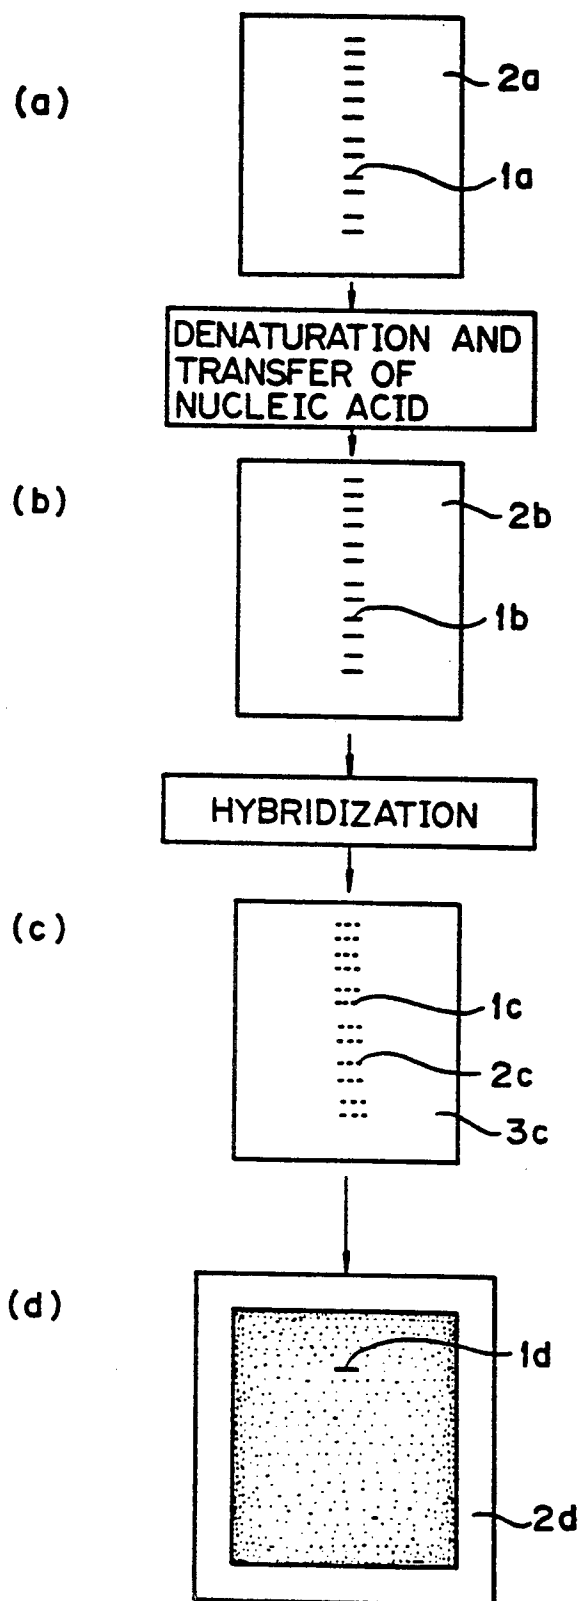 (a)
2a
1a
DENATURATION AND
TRANSFER OF
NUCLEIC ACID
(b)
2b
1b
HYBRIDIZATION
(c)
1c
2c
3c
(d)
1d
2d